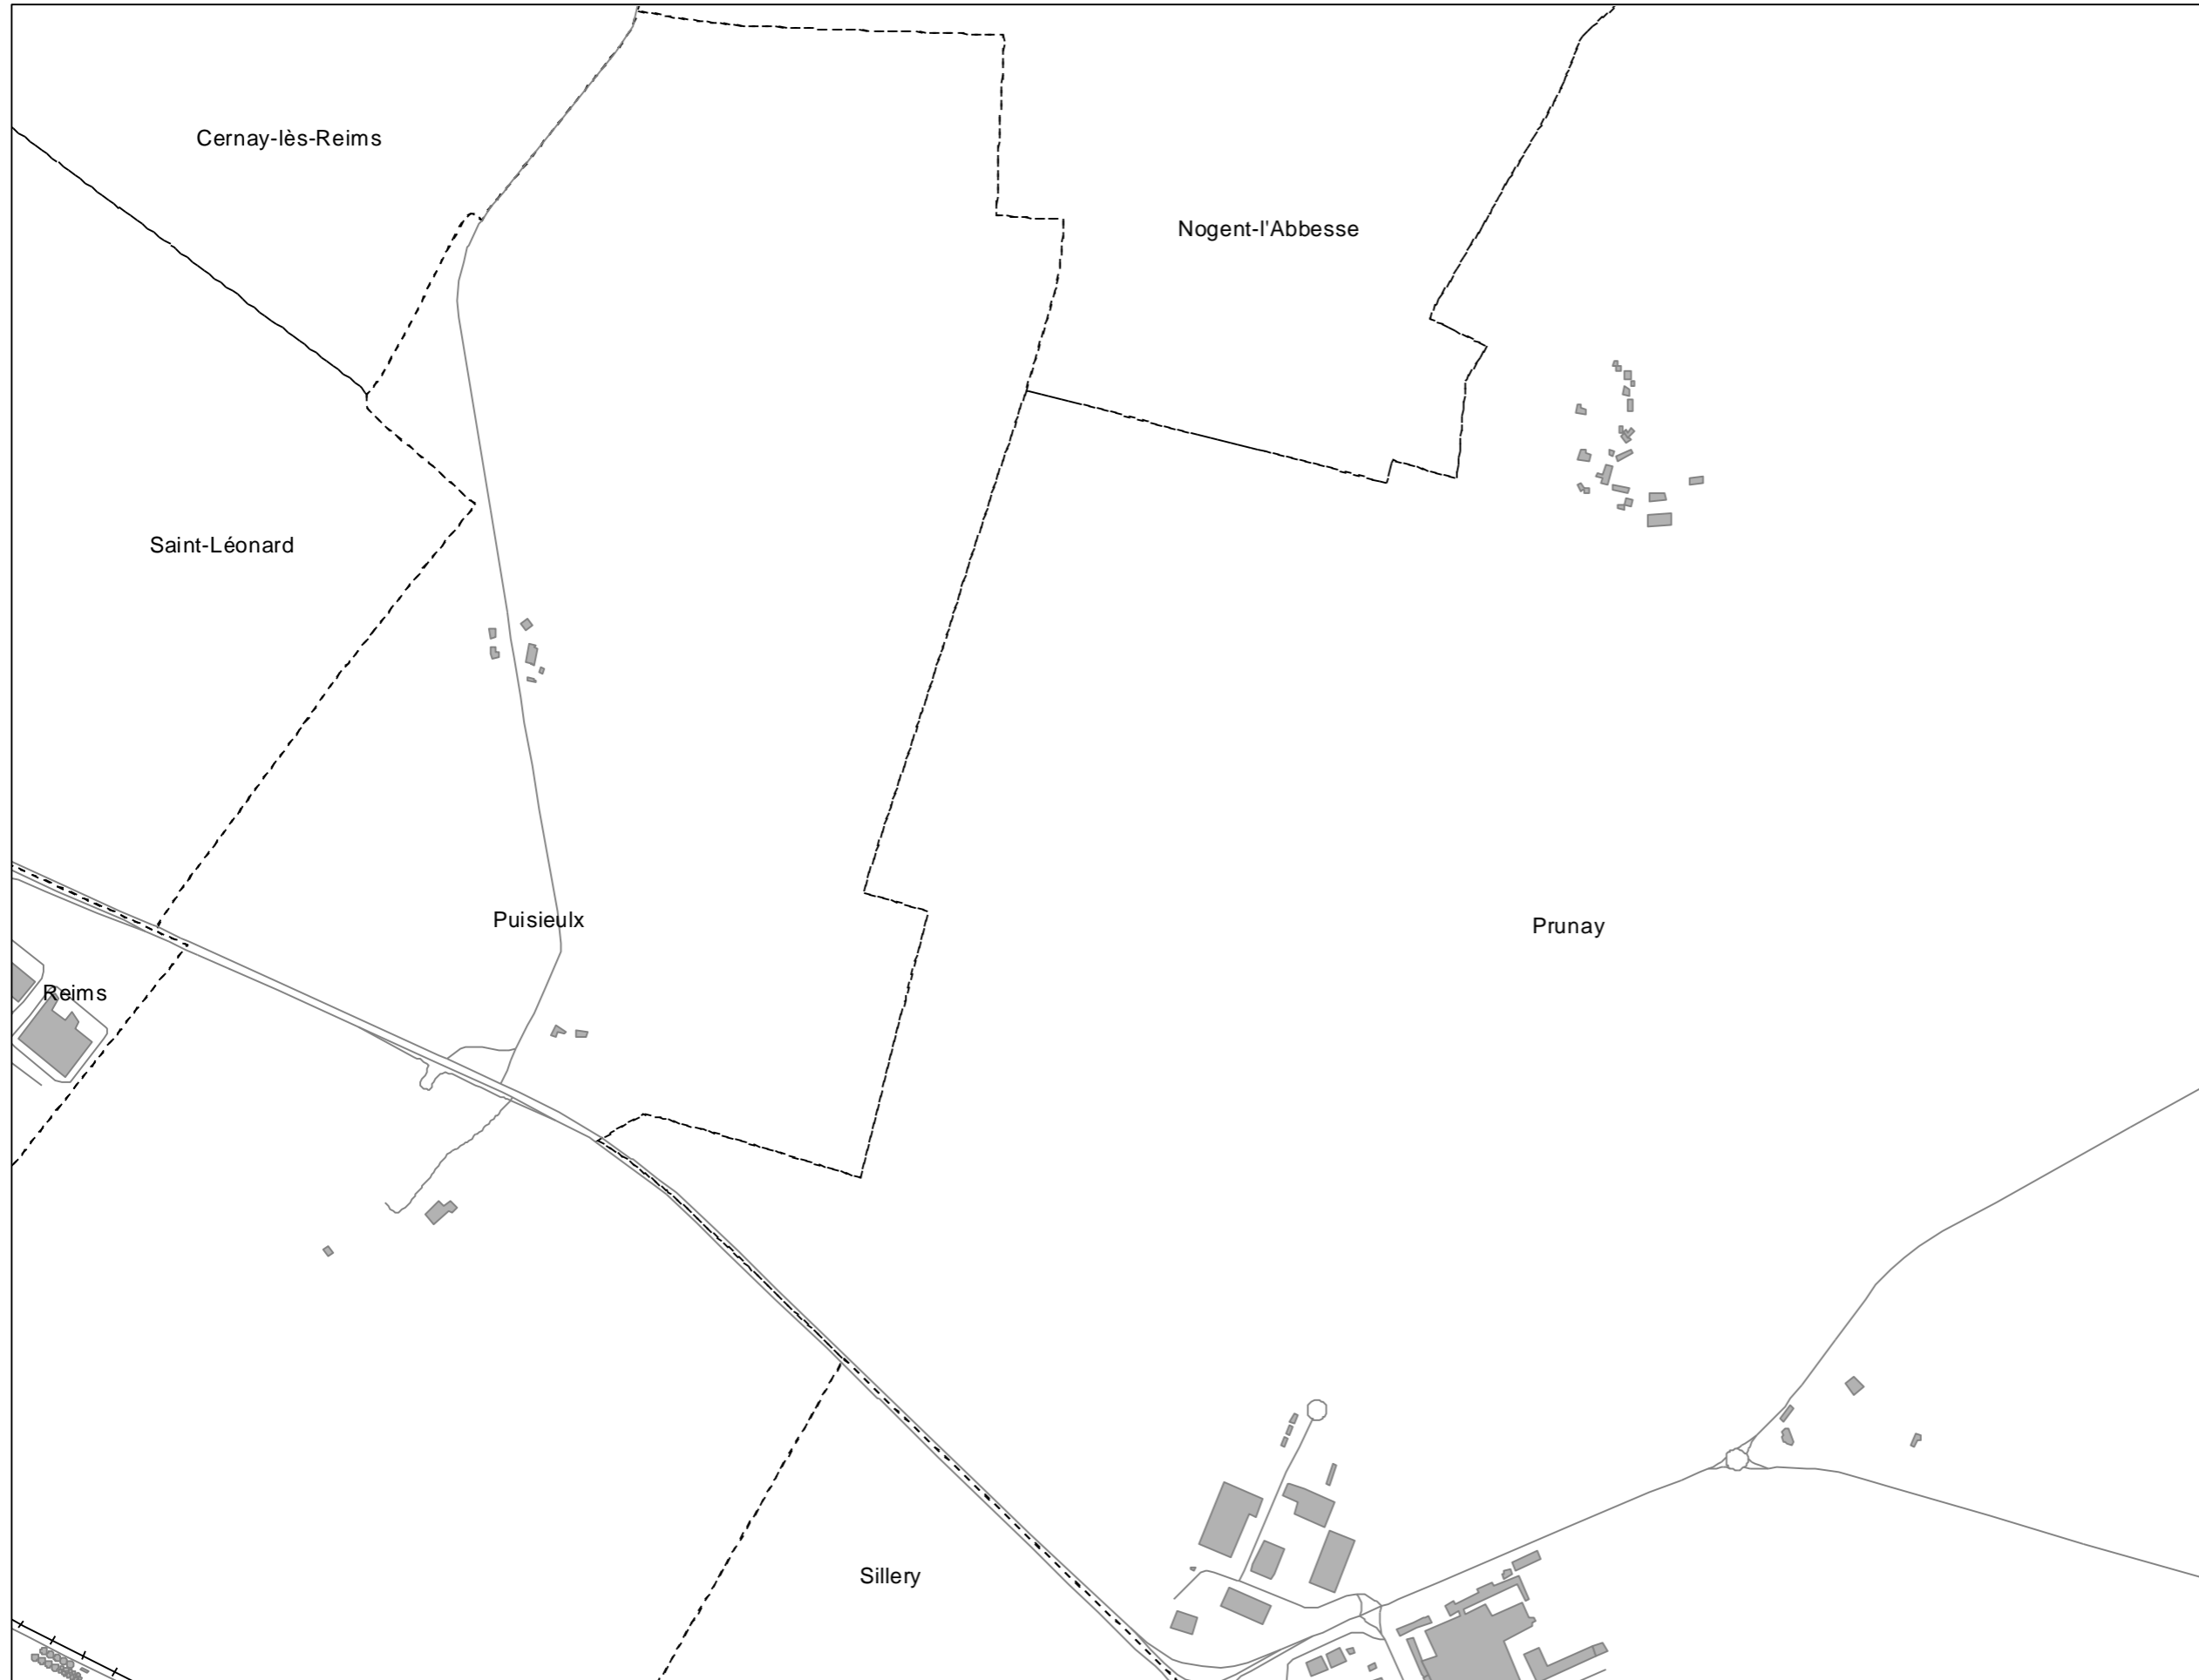 Cernay-lès-Reims
Nogent-l'Abbesse
Saint-Léonard
Puisieulx
Prunay
Reims
Sillery